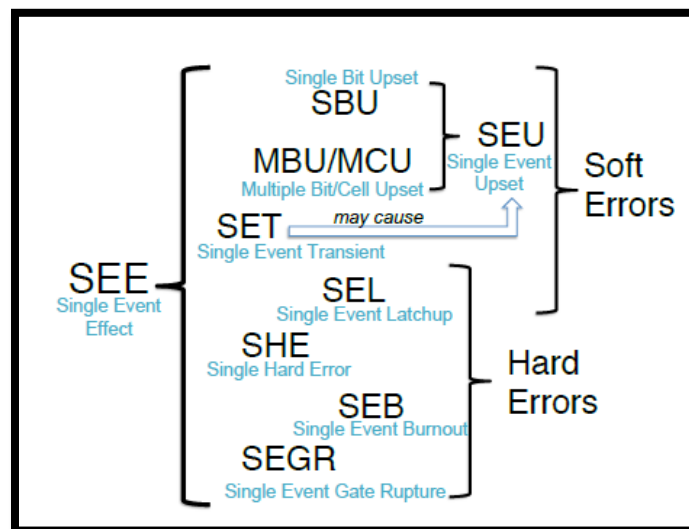 Single Bit Upset
SBU
MBU/MCU
Multiple Bit/Cell Upset
SEU
Single Event
Upset
Soft
Errors
may cause
SET
Single Event Transient
SEE
Single Event
Effect
SEL
Single Event Latchup
SHE
Single Hard Error
SEB
Single Event Burnout
SEGR
Single Event Gate Rupture
Hard
Errors